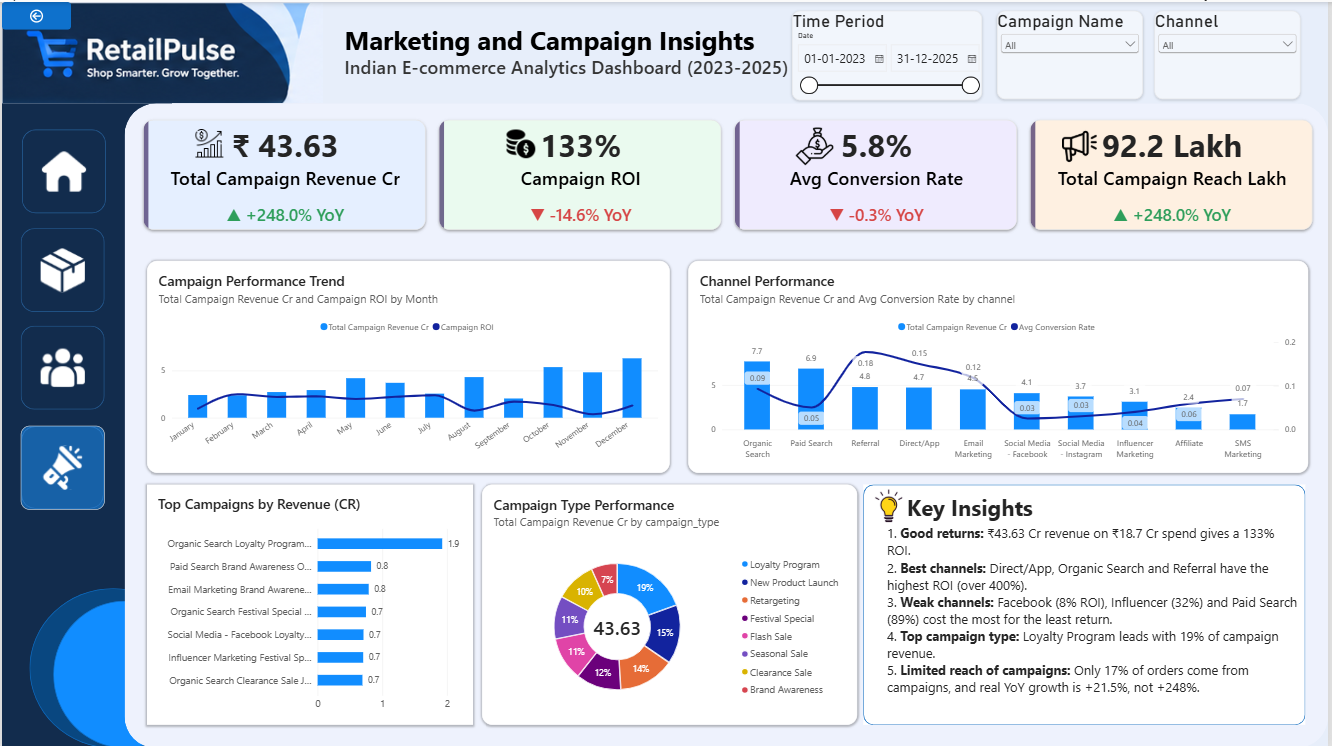 RetailPulse
Shop Smarter. Grow Together.
Marketing and Campaign Insights
Indian E-commerce Analytics Dashboard (2023-2025)
Time Period
Date
01-01-2023
31-12-2025
Campaign Name
All
Channel
All
₹ 43.63
Total Campaign Revenue Cr
▲ +248.0% YoY
133%
Campaign ROI
▼ -14.6% YoY
5.8%
Avg Conversion Rate
▼ -0.3% YoY
92.2 Lakh
Total Campaign Reach Lakh
▲ +248.0% YoY
Campaign Performance Trend
Total Campaign Revenue Cr and Campaign ROI by Month
Total Campaign Revenue Cr Campaign ROI
5
0
January February March April May June July August September October November December
Channel Performance
Total Campaign Revenue Cr and Avg Conversion Rate by channel
Total Campaign Revenue Cr Avg Conversion Rate
5
0
0.2
0.1
0.0
7.7 6.9 4.8 4.7 4.5 4.1 3.7 3.1 2.4 1.7
0.09 0.05 0.18 0.15 0.12 0.03 0.03 0.04 0.06 0.07
Organic Search
Paid Search
Referral
Direct/App
Email Marketing
Social Media - Facebook
Social Media - Instagram
Influencer Marketing
Affiliate
SMS Marketing
Top Campaigns by Revenue (CR)
Organic Search Loyalty Program... 1.9
Paid Search Brand Awareness O... 0.8
Email Marketing Brand Awarene... 0.8
Organic Search Festival Special ... 0.7
Social Media - Facebook Loyalty... 0.7
Influencer Marketing Festival Sp... 0.7
Organic Search Clearance Sale J... 0.7
0 1 2
Campaign Type Performance
Total Campaign Revenue Cr by campaign_type
19%
15%
14%
12%
11%
11%
10%
7%
43.63
Loyalty Program
New Product Launch
Retargeting
Festival Special
Flash Sale
Seasonal Sale
Clearance Sale
Brand Awareness
Key Insights
1. Good returns: ₹43.63 Cr revenue on ₹18.7 Cr spend gives a 133%
ROI.
2. Best channels: Direct/App, Organic Search and Referral have the
highest ROI (over 400%).
3. Weak channels: Facebook (8% ROI), Influencer (32%) and Paid Search
(89%) cost the most for the least return.
4. Top campaign type: Loyalty Program leads with 19% of campaign
revenue.
5. Limited reach of campaigns: Only 17% of orders come from
campaigns, and real YoY growth is +21.5%, not +248%.